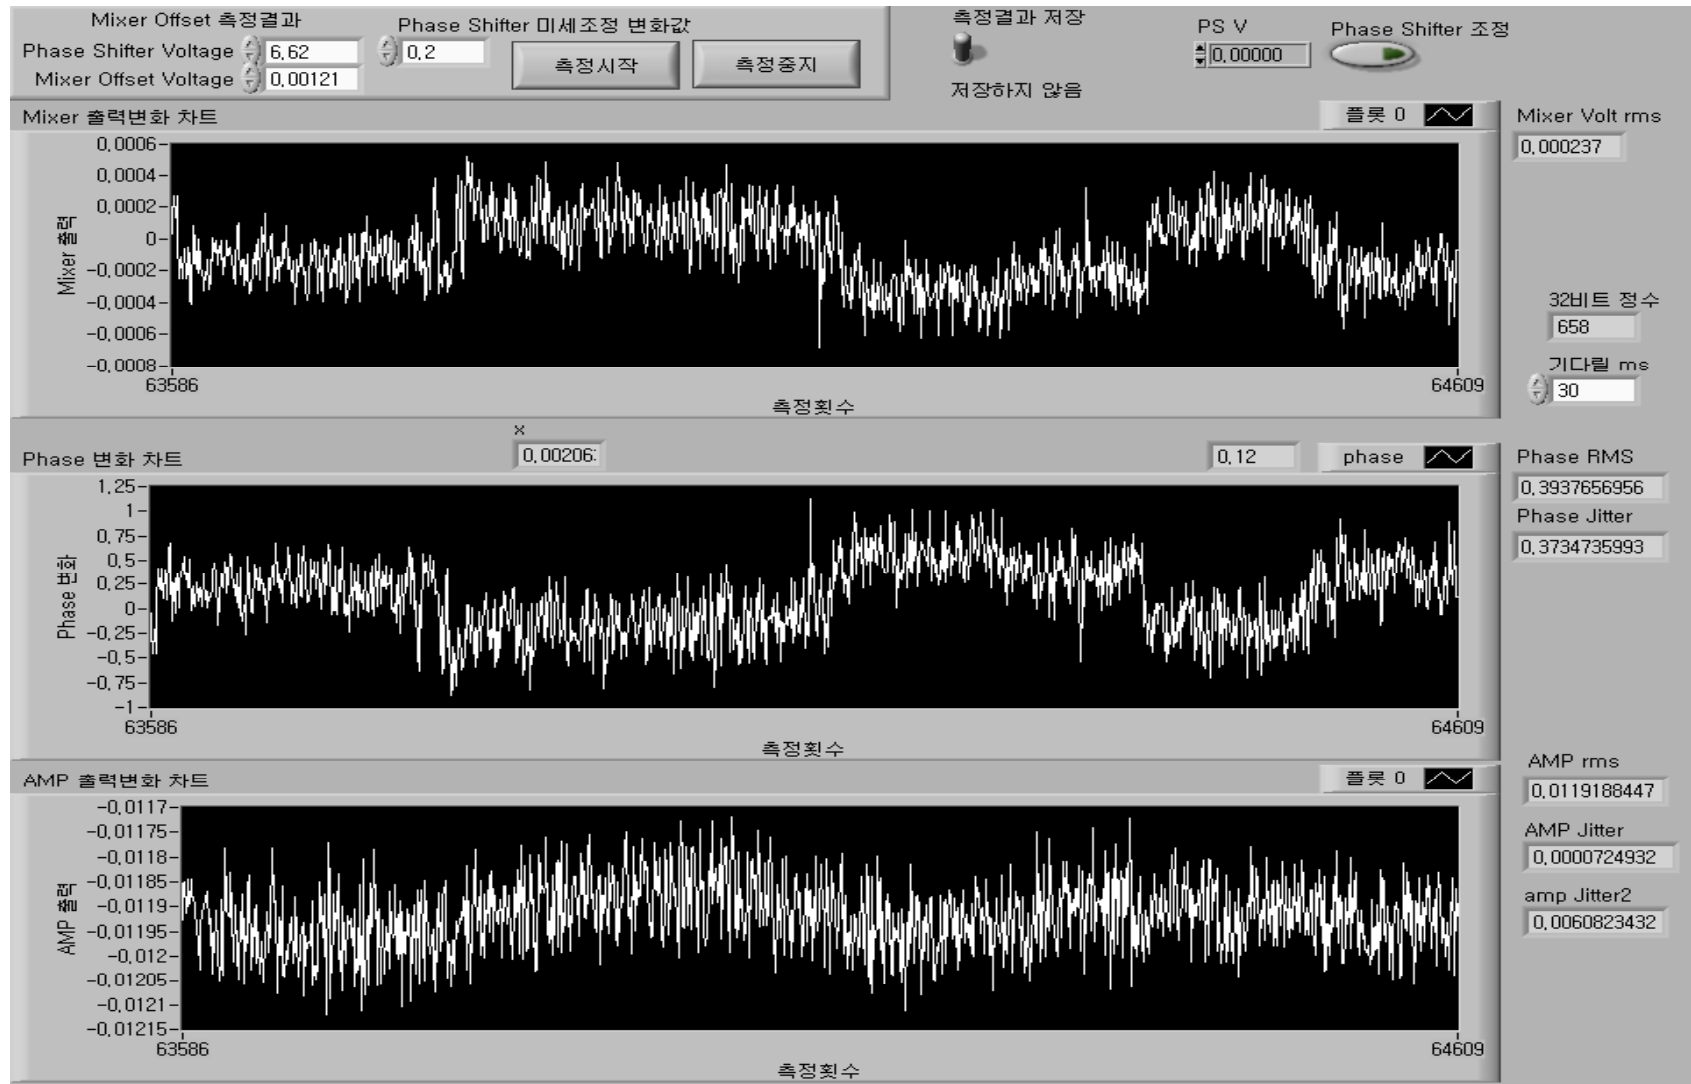 Mixer Offset 측정결과
Phase Shifter Voltage 6,62
Mixer Offset Voltage 0,00121
Phase Shifter 미세조정 변화값
0,2
측정시작
측정중지
측정결과 저장
저장하지 않음
PS V
0,00000
Phase Shifter 조정
Mixer 출력변화 차트
플롯 0
Mixer Volt rms
0,000237
0,0006
0,0004
0,0002
0
-0,0002
-0,0004
-0,0006
-0,0008
Mixer 출력
63586
64609
측정횟수
32비트 정수
658
기다릴 ms
30
x
0,00206
0,12
Phase 변화 차트
phase
Phase RMS
0,3937656956
Phase Jitter
0,3734735993
1,25
1
0,75
0,5
0,25
0
-0,25
-0,5
-0,75
-1
Phase 변화
63586
64609
측정횟수
AMP 출력변화 차트
플롯 0
AMP rms
0,0119188447
AMP Jitter
0,0000724932
amp Jitter2
0,0060823432
-0,0117
-0,01175
-0,0118
-0,01185
-0,0119
-0,01195
-0,012
-0,01205
-0,0121
-0,01215
AMP 출력
63586
64609
측정횟수